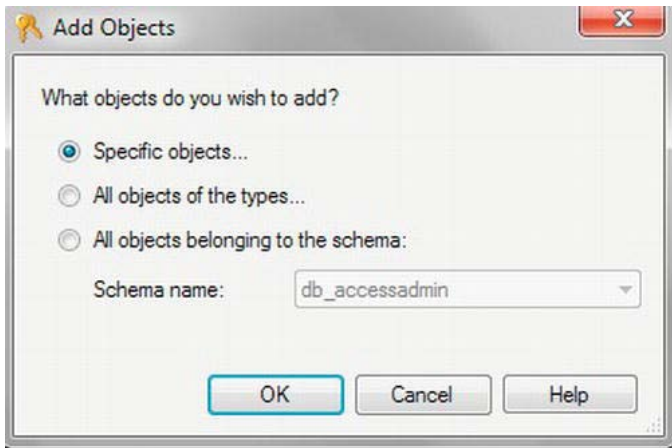 Add Objects
What objects do you wish to add?
Specific objects...
All objects of the types...
All objects belonging to the schema:
Schema name: db_accessadmin
OK Cancel Help